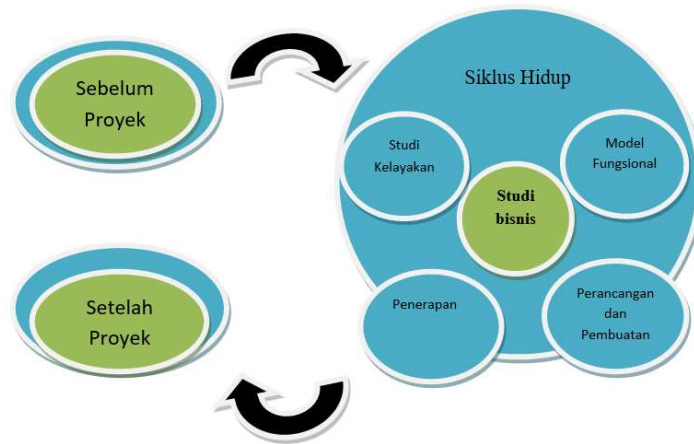 Sebelum
Proyek
Siklus Hidup
Studi
Kelayakan
Model
Fungsional
Studi
bisnis
Setelah
Proyek
Penerapan
Perancangan
dan
Pembuatan